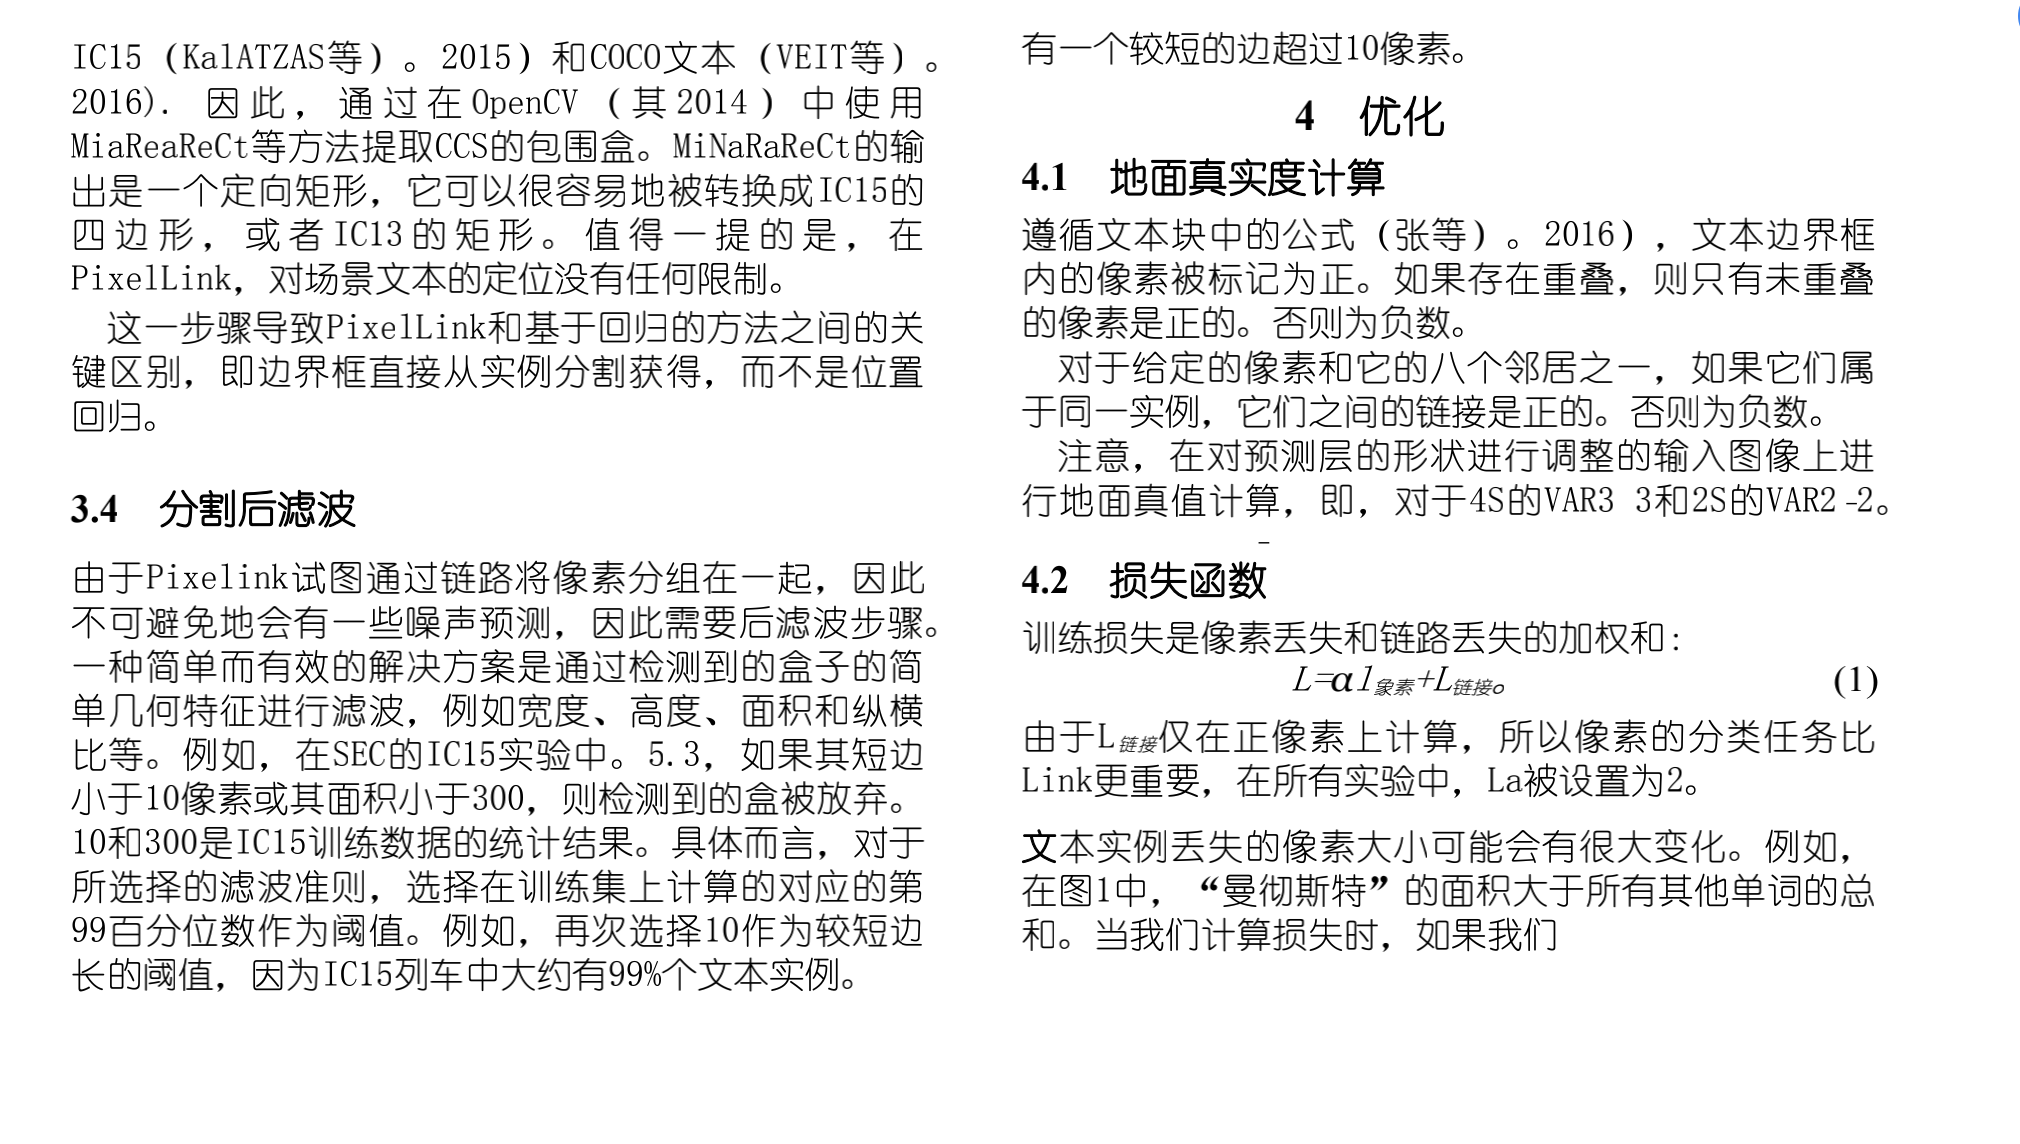 IC15（KalATZAS等）。2015）和COCO文本（VEIT等）。
2016). 因此，通过在OpenCV（其2014）中使用
MiaReaReCt等方法提取CCS的包围盒。MiNaRaReCt的输
出是一个定向矩形，它可以很容易地被转换成IC15的
四边形，或者IC13的矩形。值得一提的是，在
PixelLink，对场景文本的定位没有任何限制。
这一步骤导致PixelLink和基于回归的方法之间的关
键区别，即边界框直接从实例分割获得，而不是位置
回归。
3.4 分割后滤波
由于Pixelink试图通过链路将像素分组在一起，因此
不可避免地会有一些噪声预测，因此需要后滤波步骤。
一种简单而有效的解决方案是通过检测到的盒子的简
单几何特征进行滤波，例如宽度、高度、面积和纵横
比等。例如，在SEC的IC15实验中。5.3，如果其短边
小于10像素或其面积小于300，则检测到的盒被放弃。
10和300是IC15训练数据的统计结果。具体而言，对于
所选择的滤波准则，选择在训练集上计算的对应的第
99百分位数作为阈值。例如，再次选择10作为较短边
长的阈值，因为IC15列车中大约有99%个文本实例。
有一个较短的边超过10像素。
4 优化
4.1 地面真实度计算
遵循文本块中的公式（张等）。2016），文本边界框
内的像素被标记为正。如果存在重叠，则只有未重叠
的像素是正的。否则为负数。
对于给定的像素和它的八个邻居之一，如果它们属
于同一实例，它们之间的链接是正的。否则为负数。
注意，在对预测层的形状进行调整的输入图像上进
行地面真值计算，即，对于4S的VAR3 3和2S的VAR2 -2。
-
4.2 损失函数
训练损失是像素丢失和链路丢失的加权和：
L=αl象素+L链接。 (1)
由于L链接仅在正像素上计算，所以像素的分类任务比
Link更重要，在所有实验中，La被设置为2。
文本实例丢失的像素大小可能会有很大变化。例如，
在图1中，“曼彻斯特”的面积大于所有其他单词的总
和。当我们计算损失时，如果我们